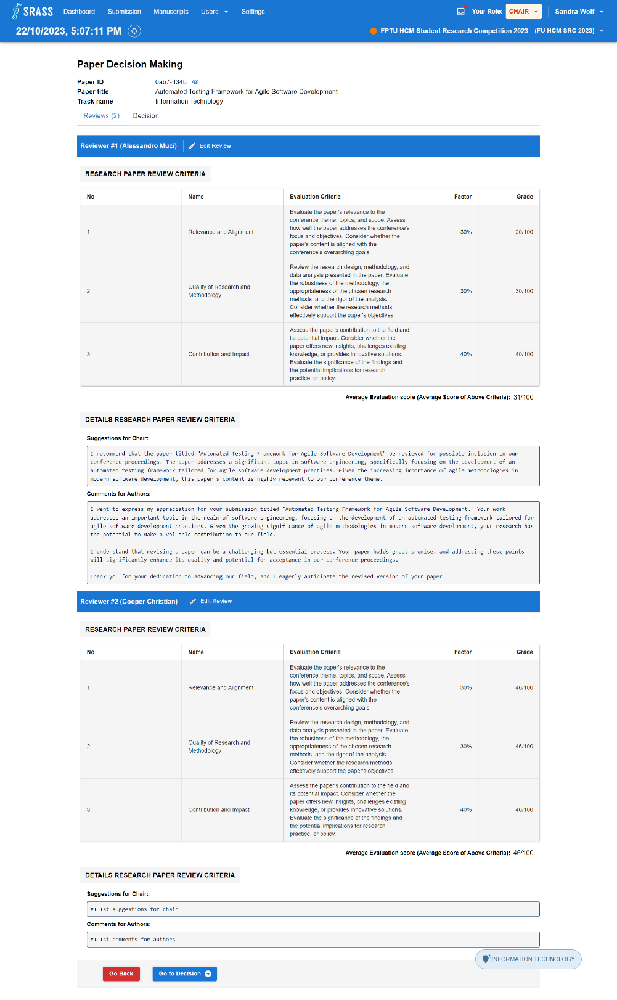 SRASS Dashboard Submission Manuscripts Users Settings Your Role: CHAIR Sandra Wolf
22/10/2023, 5:07:11 PM FPTU HCM Student Research Competition 2023 (FU HCM SRC 2023)
Paper Decision Making
Paper ID 0ab7-ff34b
Paper title Automated Testing Framework for Agile Software Development
Track name Information Technology
Reviews (2) Decision
Reviewer #1 (Alessandro Muci) Edit Review
RESEARCH PAPER REVIEW CRITERIA
No Name Evaluation Criteria Factor Grade
1 Relevance and Alignment
Evaluate the paper's relevance to the
conference theme, topics, and scope. Assess
how well the paper addresses the conference's
focus and objectives. Consider whether the
paper's content is aligned with the
conference's overarching goals.
30% 20/100
2 Quality of Research and
Methodology
Review the research design, methodology, and
data analysis presented in the paper. Evaluate
the robustness of the methodology, the
appropriateness of the chosen research
methods, and the rigor of the analysis.
Consider whether the research methods
effectively support the paper's objectives.
30% 30/100
3 Contribution and Impact
Assess the paper's contribution to the field and
its potential impact. Consider whether the
paper offers new insights, challenges existing
knowledge, or provides innovative solutions.
Evaluate the significance of the findings and
the potential implications for research,
practice, or policy.
40% 40/100
Average Evaluation score (Average Score of Above Criteria): 31/100
DETAILS RESEARCH PAPER REVIEW CRITERIA
Suggestions for Chair:
I recommend that the paper titled "Automated Testing Framework for Agile Software Development" be reviewed for possible inclusion in our
conference proceedings. The paper addresses a significant topic in software engineering, specifically focusing on the development of an
automated testing framework tailored for agile software development practices. Given the increasing importance of agile methodologies in
modern software development, this paper's content is highly relevant to our conference theme.
Comments for Authors:
I want to express my appreciation for your submission titled "Automated Testing Framework for Agile Software Development." Your work
addresses an important topic in the realm of software engineering, focusing on the development of an automated testing framework tailored for
agile software development practices. Given the growing significance of agile methodologies in modern software development, your research has
the potential to make a valuable contribution to our field.
I understand that revising a paper can be a challenging but essential process. Your paper holds great promise, and addressing these points
will significantly enhance its quality and potential for acceptance in our conference proceedings.
Thank you for your dedication to advancing our field, and I eagerly anticipate the revised version of your paper.
Reviewer #2 (Cooper Christian) Edit Review
RESEARCH PAPER REVIEW CRITERIA
No Name Evaluation Criteria Factor Grade
1 Relevance and Alignment
Evaluate the paper's relevance to the
conference theme, topics, and scope. Assess
how well the paper addresses the conference's
focus and objectives. Consider whether the
paper's content is aligned with the
conference's overarching goals.
30% 46/100
2 Quality of Research and
Methodology
Review the research design, methodology, and
data analysis presented in the paper. Evaluate
the robustness of the methodology, the
appropriateness of the chosen research
methods, and the rigor of the analysis.
Consider whether the research methods
effectively support the paper's objectives.
30% 46/100
3 Contribution and Impact
Assess the paper's contribution to the field and
its potential impact. Consider whether the
paper offers new insights, challenges existing
knowledge, or provides innovative solutions.
Evaluate the significance of the findings and
the potential implications for research,
practice, or policy.
40% 46/100
Average Evaluation score (Average Score of Above Criteria): 46/100
DETAILS RESEARCH PAPER REVIEW CRITERIA
Suggestions for Chair:
#1 1st suggestions for chair
Comments for Authors:
#1 1st comments for authors
INFORMATION TECHNOLOGY
Go Back Go to Decision